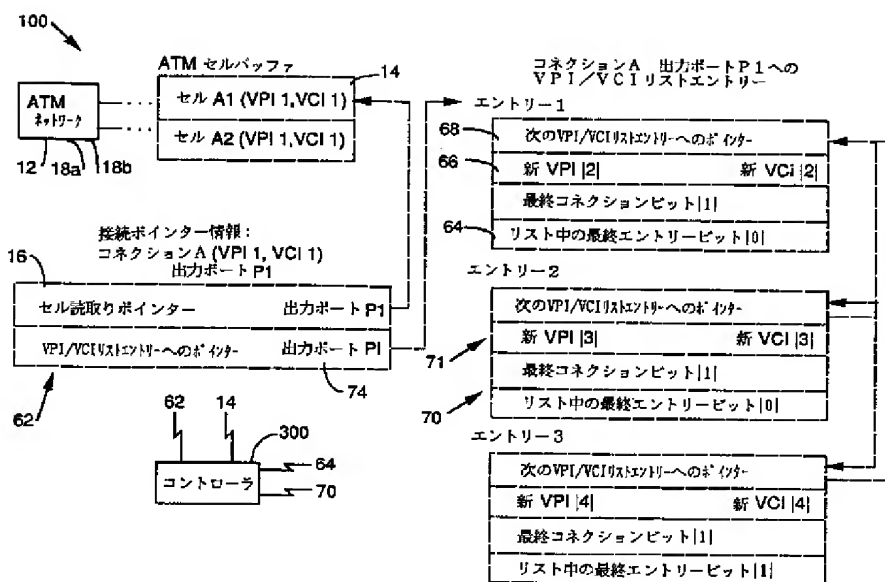 100
ATM セルバッファ
14
セル A1 (VPI 1, VCI 1)
セル A2 (VPI 1, VCI 1)
ATM
ネットワーク
12
18a
18b
接続ポインター情報:
コネクションA (VPI 1, VCI 1)
出力ポートP1
16
セル読取りポインター 出力ポート P1
VPI/VCIリストエントリーへのポインター 出力ポート PI
62
74
62
14
300
コントローラ
64
70
コネクションA 出力ポートP1への
VPI/VCIリストエントリー
エントリー1
68
次のVPI/VCIリストエントリーへのポインター
66
新 VPI |2| 新 VCi |2|
最終コネクションビット|1|
64
リスト中の最終エントリービット|0|
エントリー2
次のVPI/VCIリストエントリーへのポインター
新 VPI |3| 新 VCI |3|
71
最終コネクションビット|1|
70
リスト中の最終エントリービット|0|
エントリー3
次のVPI/VCIリストエントリーへのポインター
新 VPI |4| 新 VCI |4|
最終コネクションビット|1|
リスト中の最終エントリービット|1|